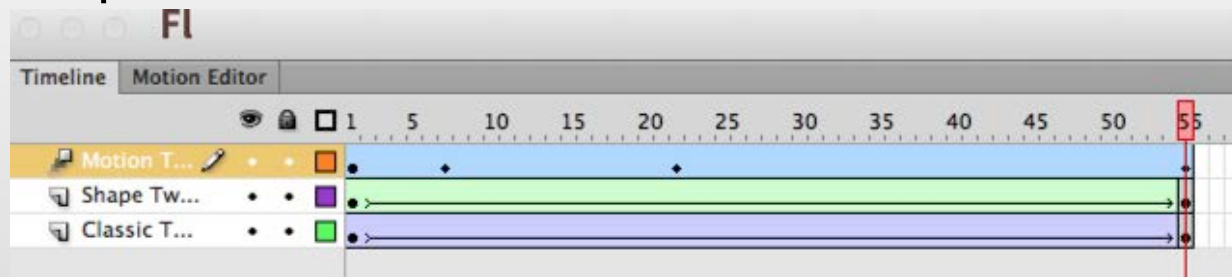 Fl
Timeline Motion Editor
1 5 10 15 20 25 30 35 40 45 50 55
Motion T...
Shape Tw...
Classic T...